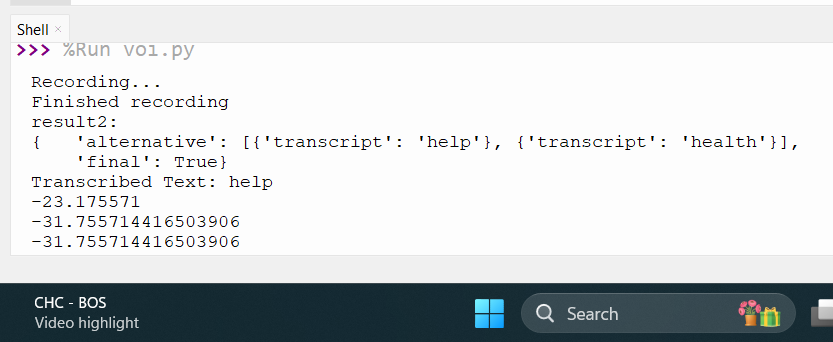 Shell ×
>>> %Run voi.py
Recording...
Finished recording
result2:
{   'alternative': [{'transcript': 'help'}, {'transcript': 'health'}],
    'final': True}
Transcribed Text: help
-23.175571
-31.755714416503906
-31.755714416503906
CHC - BOS
Video highlight
Search